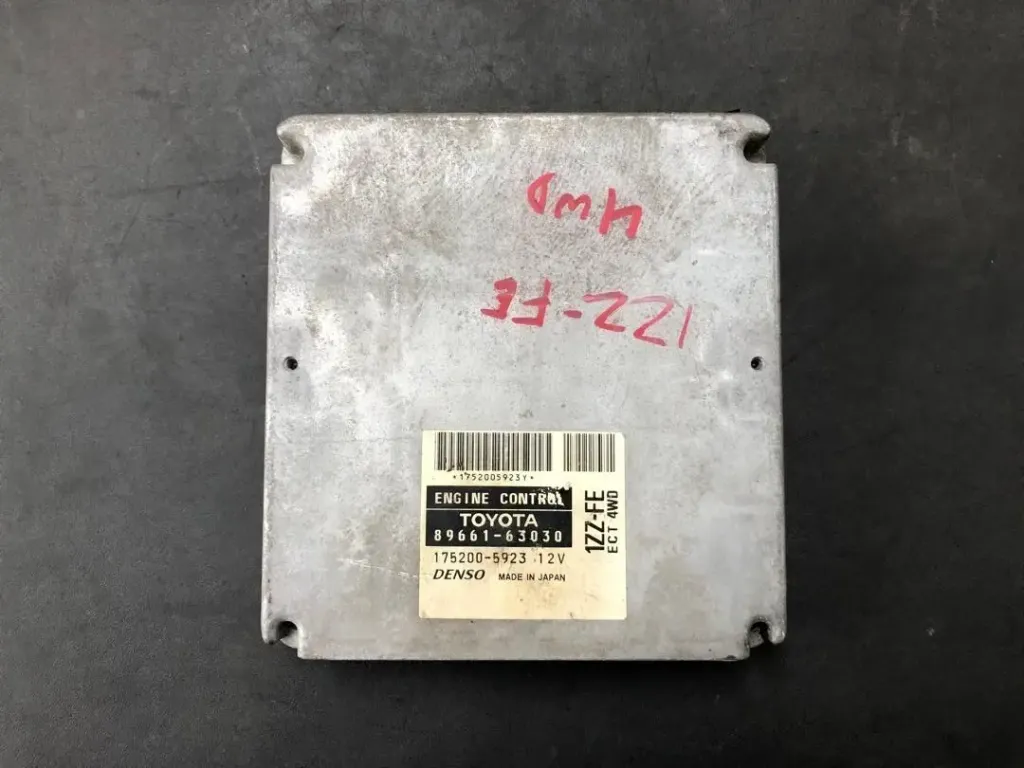 4WD
1ZZ-FE
*1752005923Y*
ENGINE CONTROL
TOYOTA
89661-63030
175200-5923 12V
DENSO MADE IN JAPAN
1ZZ-FE
ECT 4WD